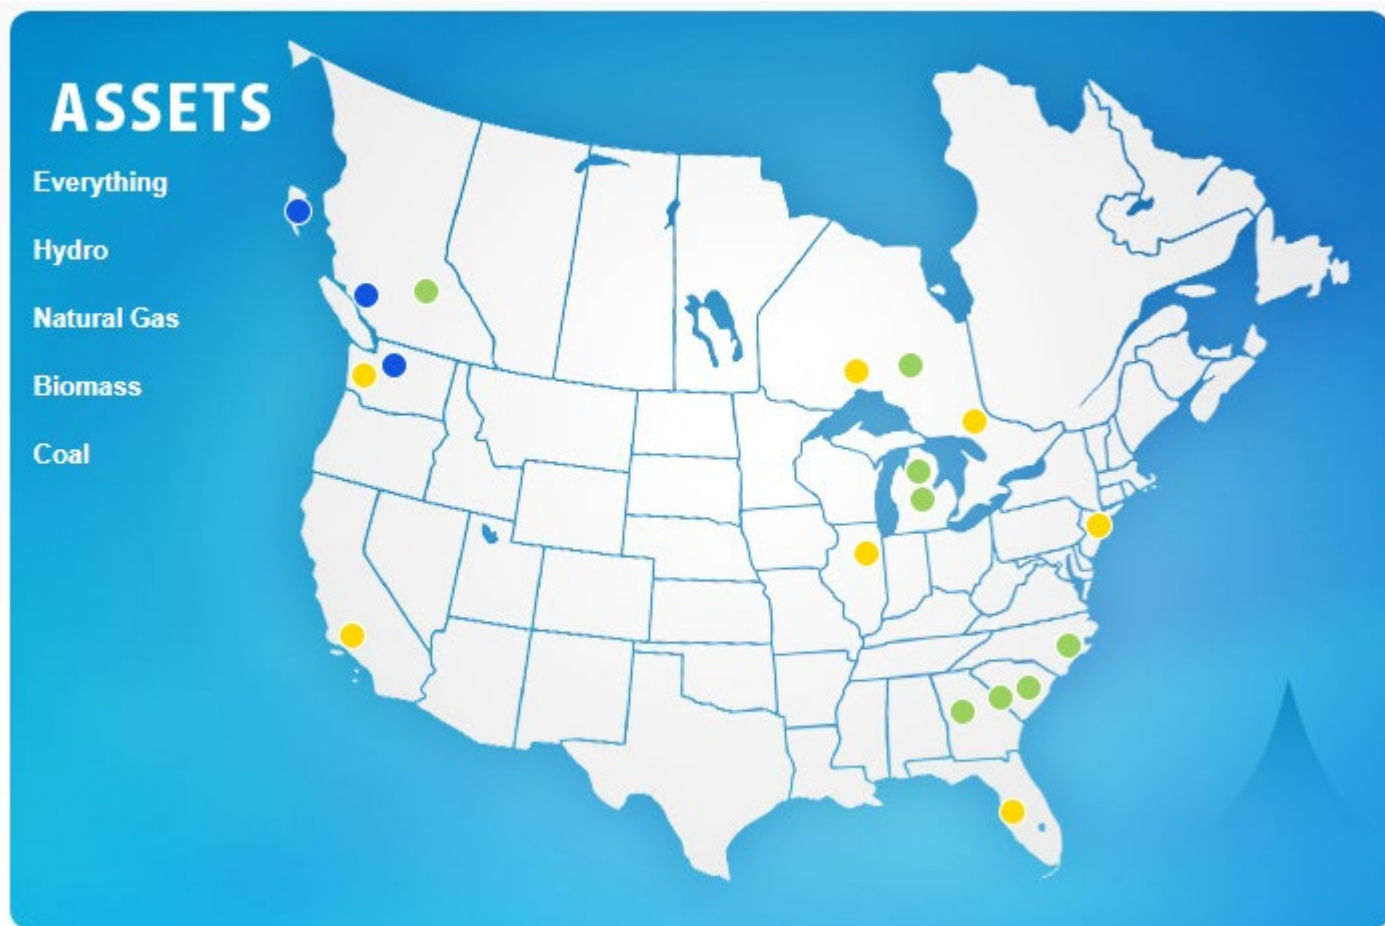 ASSETS
Everything
Hydro
Natural Gas
Biomass
Coal